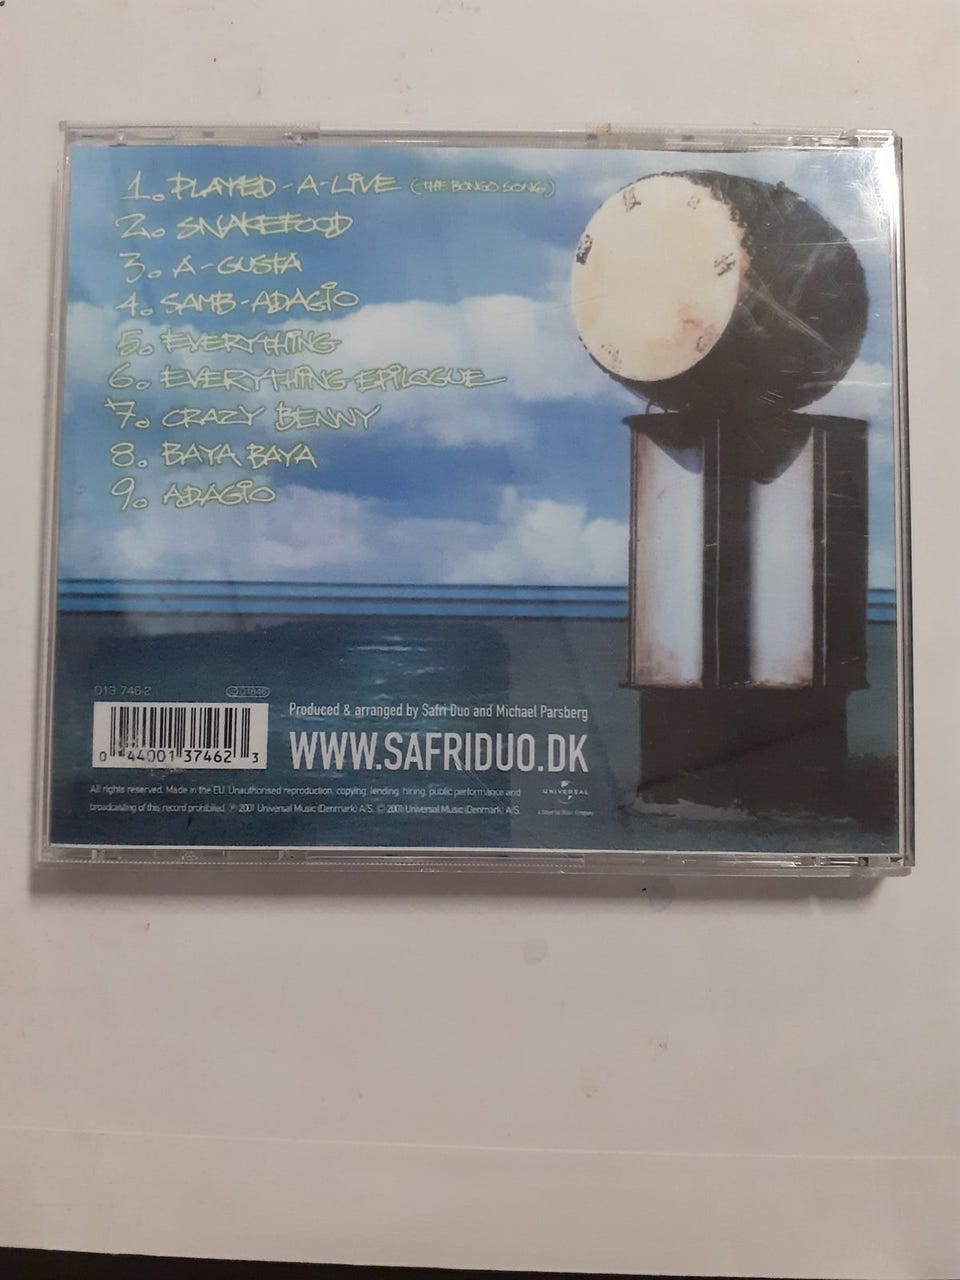 1. PLAYED-A-LIVE (THE BONGO SONG)
2. SNAKEFOOD
3. A-GUSTA
4. SAMB-ADAGIO
5. EVERYTHING
6. EVERYTHING EPILOGUE
7. CRAZY BENNY
8. BAYA BAYA
9. ADAGIO
013 746-2
Produced & arranged by Safri Duo and Michael Parsberg
WWW.SAFRIDUO.DK
0 44001 37462 3
All rights reserved. Made in the EU. Unauthorised reproduction, copying, lending, hiring, public performance and
broadcasting of this record prohibited. ℗ 2001 Universal Music (Denmark) A/S. © 2001 Universal Music (Denmark) A/S.
UNIVERSAL